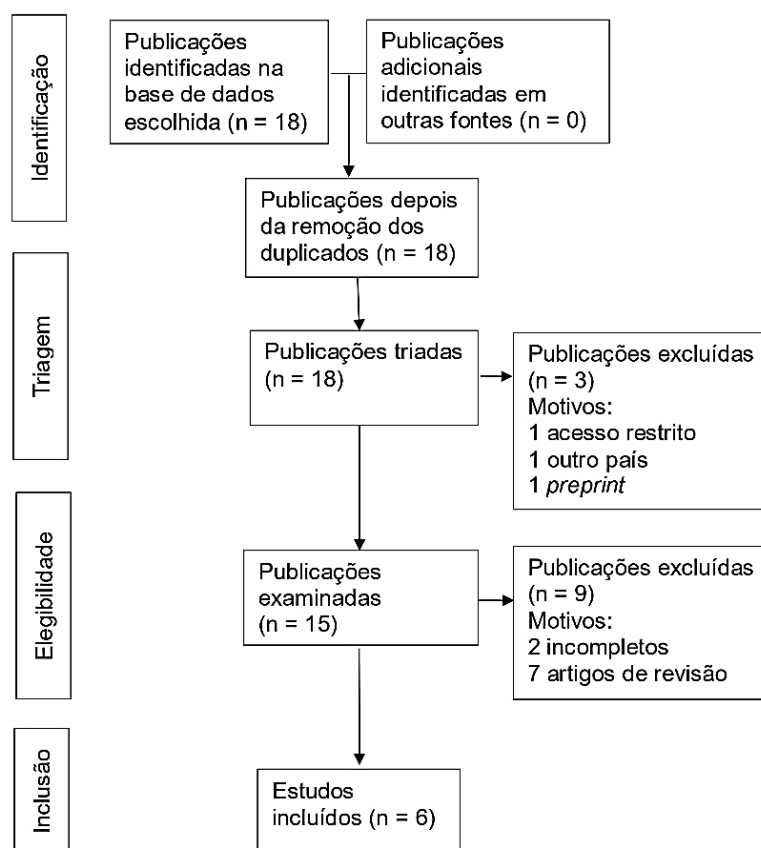 Identificação
Publicações
identificadas na
base de dados
escolhida (n = 18)
Publicações
adicionais
identificadas em
outras fontes (n = 0)
Publicações depois
da remoção dos
duplicados (n = 18)
Triagem
Publicações triadas
(n = 18)
Publicações excluídas
(n = 3)
Motivos:
1 acesso restrito
1 outro país
1 preprint
Elegibilidade
Publicações
examinadas
(n = 15)
Publicações excluídas
(n = 9)
Motivos:
2 incompletos
7 artigos de revisão
Inclusão
Estudos
incluídos (n = 6)